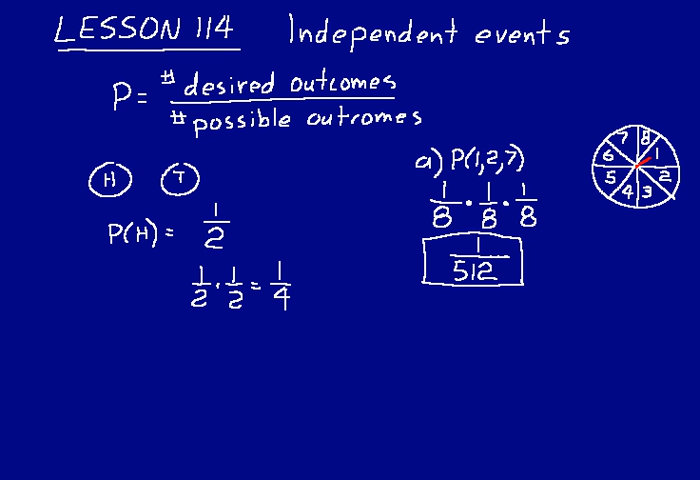 LESSON 114 Independent events
P = # desired outcomes
# possible outcomes
H T
P(H) = 1/2
1/2 · 1/2 = 1/4
a) P(1,2,7)
1/8 · 1/8 · 1/8
1/512
8
1
2
3
4
5
6
7